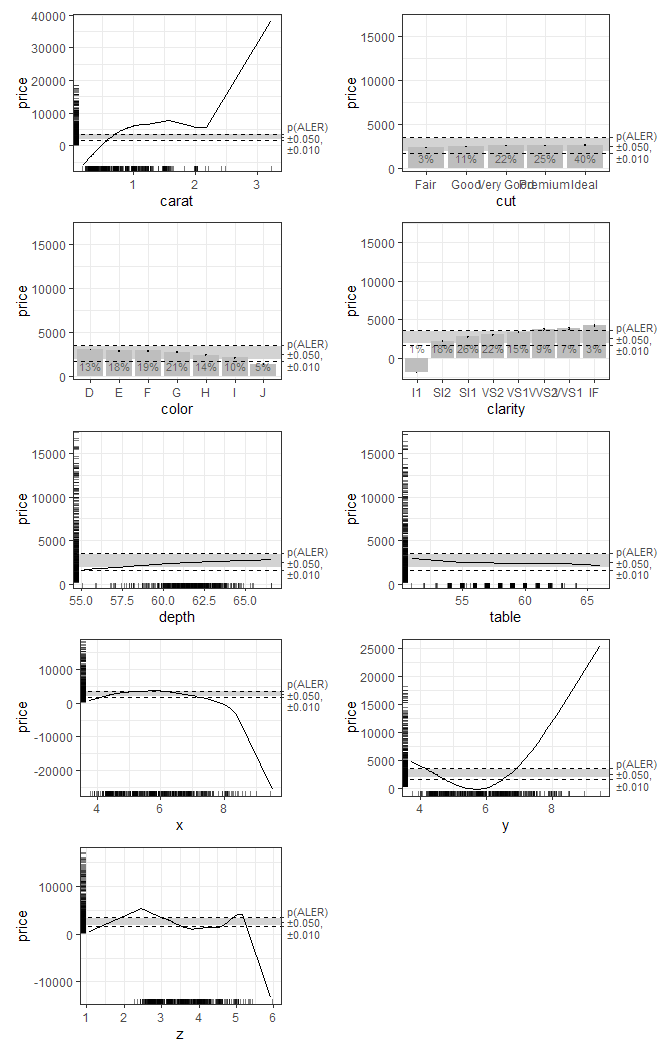 40000
30000
20000
10000
0
price
p(ALER)
±0.050,
±0.010
1 2 3
carat
15000
10000
5000
0
price
p(ALER)
±0.050,
±0.010
3% 11% 22% 25% 40%
Fair Good Very Good Premium Ideal
cut
15000
10000
5000
0
price
p(ALER)
±0.050,
±0.010
13% 18% 19% 21% 14% 10% 5%
D E F G H I J
color
15000
10000
5000
0
price
p(ALER)
±0.050,
±0.010
1% 18% 26% 22% 15% 9% 7% 3%
I1 SI2 SI1 VS2 VS1 VVS2 VVS1 IF
clarity
15000
10000
5000
0
price
p(ALER)
±0.050,
±0.010
55.0 57.5 60.0 62.5 65.0
depth
15000
10000
5000
0
price
p(ALER)
±0.050,
±0.010
55 60 65
table
10000
0
-10000
-20000
price
p(ALER)
±0.050,
±0.010
4 6 8
x
25000
20000
15000
10000
5000
0
price
p(ALER)
±0.050,
±0.010
4 6 8
y
10000
0
-10000
price
p(ALER)
±0.050,
±0.010
1 2 3 4 5 6
z